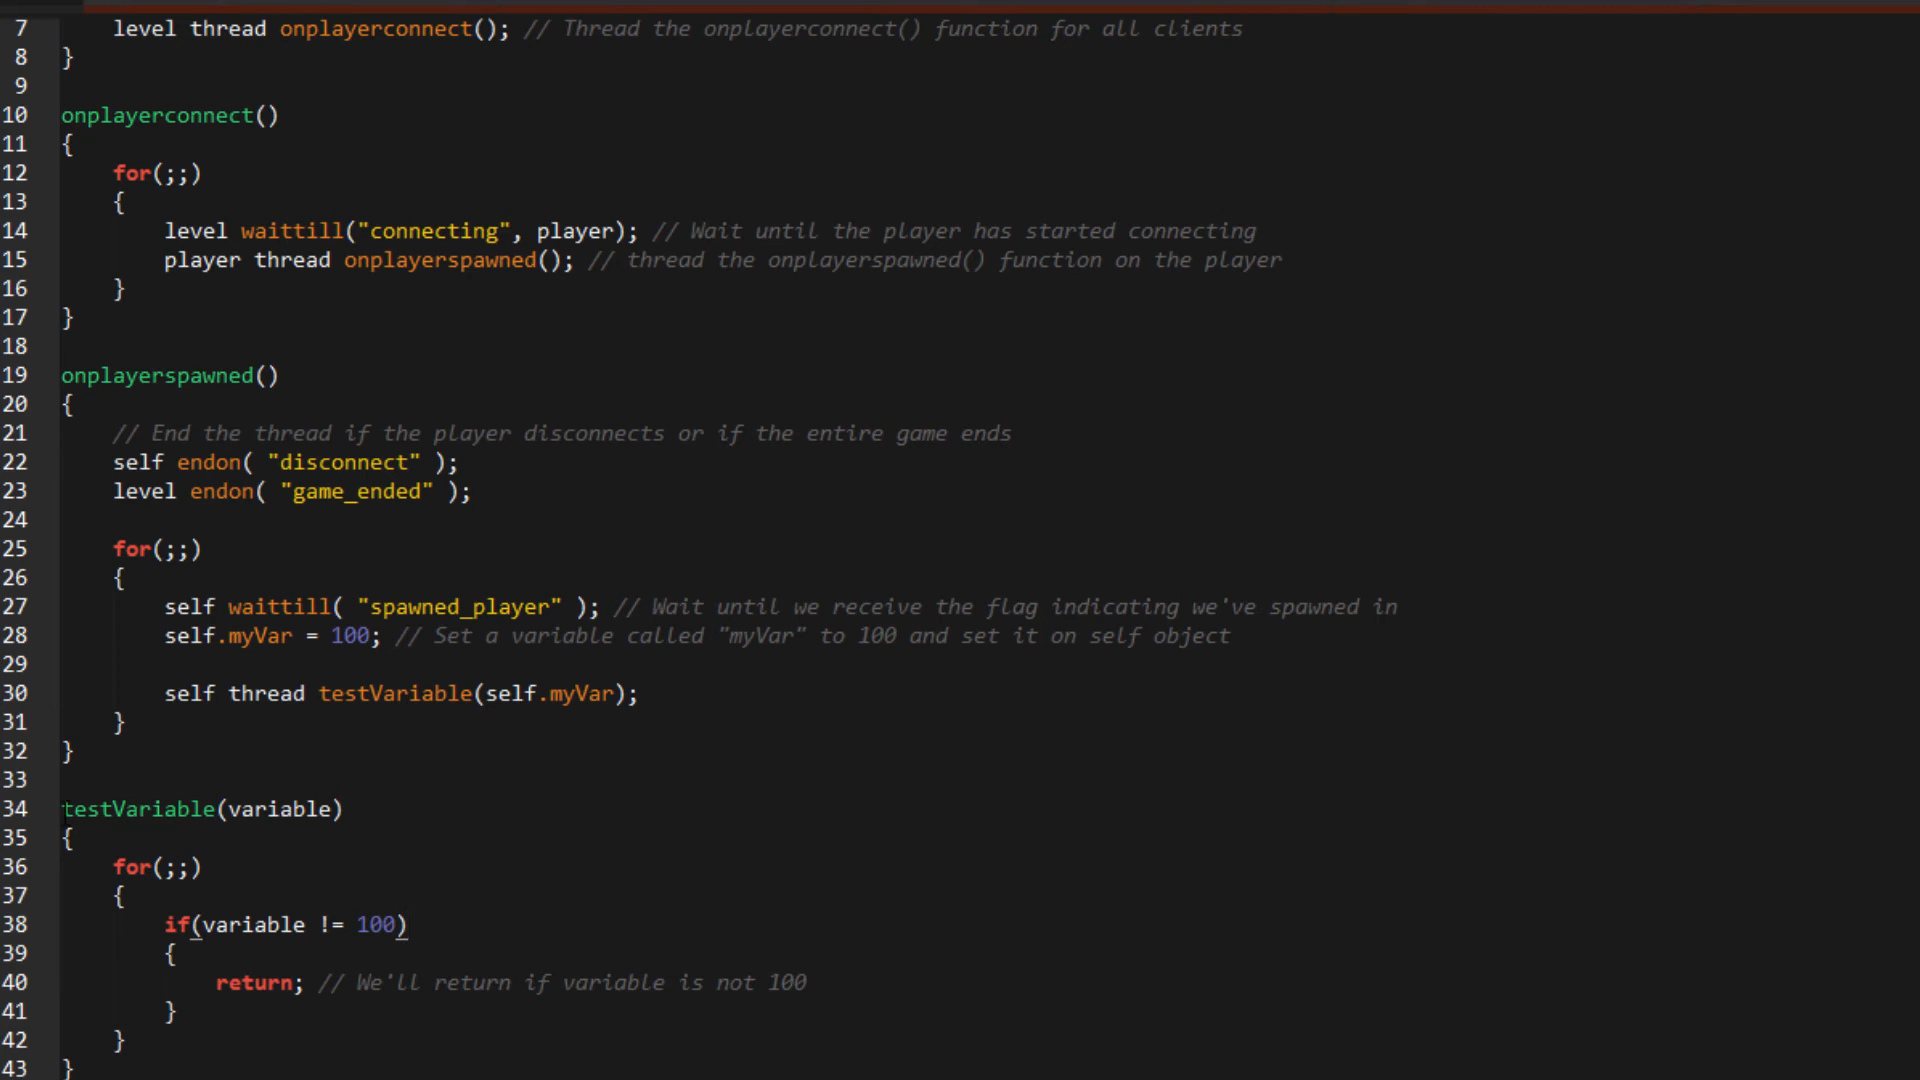 7 level thread onplayerconnect(); // Thread the onplayerconnect() function for all clients
8 }
9
10 onplayerconnect()
11 {
12 for(;;)
13 {
14 level waittill("connecting", player); // Wait until the player has started connecting
15 player thread onplayerspawned(); // thread the onplayerspawned() function on the player
16 }
17 }
18
19 onplayerspawned()
20 {
21 // End the thread if the player disconnects or if the entire game ends
22 self endon( "disconnect" );
23 level endon( "game_ended" );
24
25 for(;;)
26 {
27 self waittill( "spawned_player" ); // Wait until we receive the flag indicating we've spawned in
28 self.myVar = 100; // Set a variable called "myVar" to 100 and set it on self object
29
30 self thread testVariable(self.myVar);
31 }
32 }
33
34 testVariable(variable)
35 {
36 for(;;)
37 {
38 if(variable != 100)
39 {
40 return; // We'll return if variable is not 100
41 }
42 }
43 }